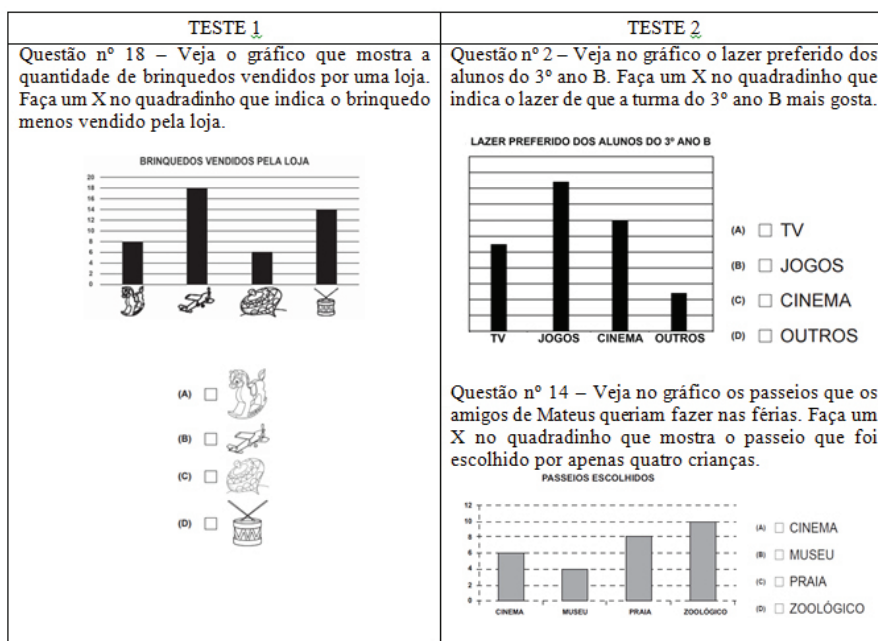 TESTE 1
Questão nº 18 – Veja o gráfico que mostra a
quantidade de brinquedos vendidos por uma loja.
Faça um X no quadradinho que indica o brinquedo
menos vendido pela loja.
BRINQUEDOS VENDIDOS PELA LOJA
20
18
16
14
12
10
8
6
4
2
0
(A)
(B)
(C)
(D)
TESTE 2
Questão nº 2 – Veja no gráfico o lazer preferido dos
alunos do 3º ano B. Faça um X no quadradinho que
indica o lazer de que a turma do 3º ano B mais gosta.
LAZER PREFERIDO DOS ALUNOS DO 3º ANO B
TV JOGOS CINEMA OUTROS
(A) TV
(B) JOGOS
(C) CINEMA
(D) OUTROS
Questão nº 14 – Veja no gráfico os passeios que os
amigos de Mateus queriam fazer nas férias. Faça um
X no quadradinho que mostra o passeio que foi
escolhido por apenas quatro crianças.
PASSEIOS ESCOLHIDOS
12
10
8
6
4
2
0
CINEMA MUSEU PRAIA ZOOLÓGICO
(A) CINEMA
(B) MUSEU
(C) PRAIA
(D) ZOOLÓGICO